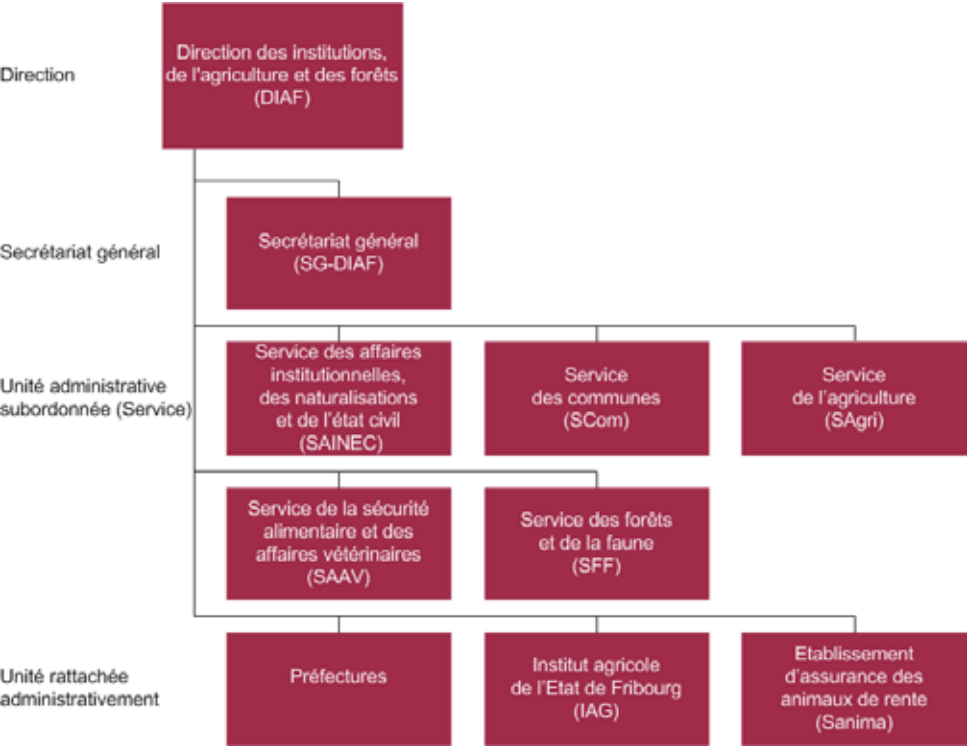 Direction
Direction des institutions,
de l'agriculture et des forêts
(DIAF)
Secrétariat général
Secrétariat général
(SG-DIAF)
Unité administrative
subordonnée (Service)
Service des affaires
institutionnelles,
des naturalisations
et de l'état civil
(SAINEC)
Service
des communes
(SCom)
Service
de l'agriculture
(SAgri)
Service de la sécurité
alimentaire et des
affaires vétérinaires
(SAAV)
Service des forêts
et de la faune
(SFF)
Unité rattachée
administrativement
Préfectures
Institut agricole
de l'Etat de Fribourg
(IAG)
Etablissement
d'assurance des
animaux de rente
(Sanima)